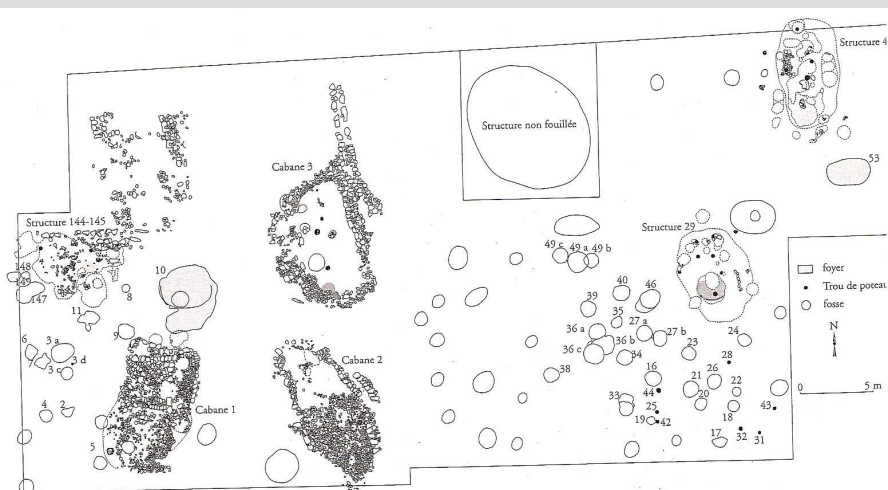 Structure 4
Structure non fouillée
53
Cabane 3
Structure 144-145
Structure 29
148
149
147
10
8
11
49 c
49 a
49 b
40
46
39
35
27 a
27 b
36 a
36 b
36 c
34
24
23
28
foyer
Trou de poteau
fosse
N
0
5 m
9
6
7
3 a
3 d
3 c
4
2
5
Cabane 1
Cabane 2
38
16
44
33
25
19
42
21
26
20
22
18
43
17
32
31